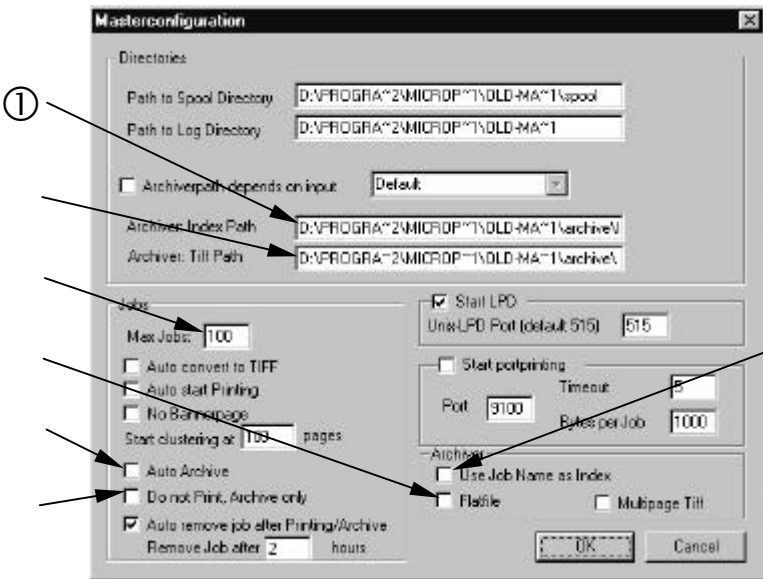 Masterconfiguration
Directories
Path to Spool Directory D:\PROGRA~2\MICROP~1\OLD-MA~1\spool
Path to Log Directory D:\PROGRA~2\MICROP~1\OLD-MA~1
①
Archiverpath depends on input Default
Archiver: Index Path D:\PROGRA~2\MICROP~1\OLD-MA~1\archive\
Archiver: Tiff Path D:\PROGRA~2\MICROP~1\OLD-MA~1\archive\
Jobs
Max Jobs: 100
Auto convert to TIFF
Auto start Printing
No Bannerpage
Start clustering at pages
Auto Archive
Do not Print, Archive only
Auto remove job after Printing/Archive
Remove Job after 2 hours
Start LPD
Unix-LPD Port (default 515) 515
Start portprinting
Timeout 5
Port 9100
Bytes per Job 1000
Archiver
Use Job Name as Index
Flatfile Multipage Tiff
OK Cancel